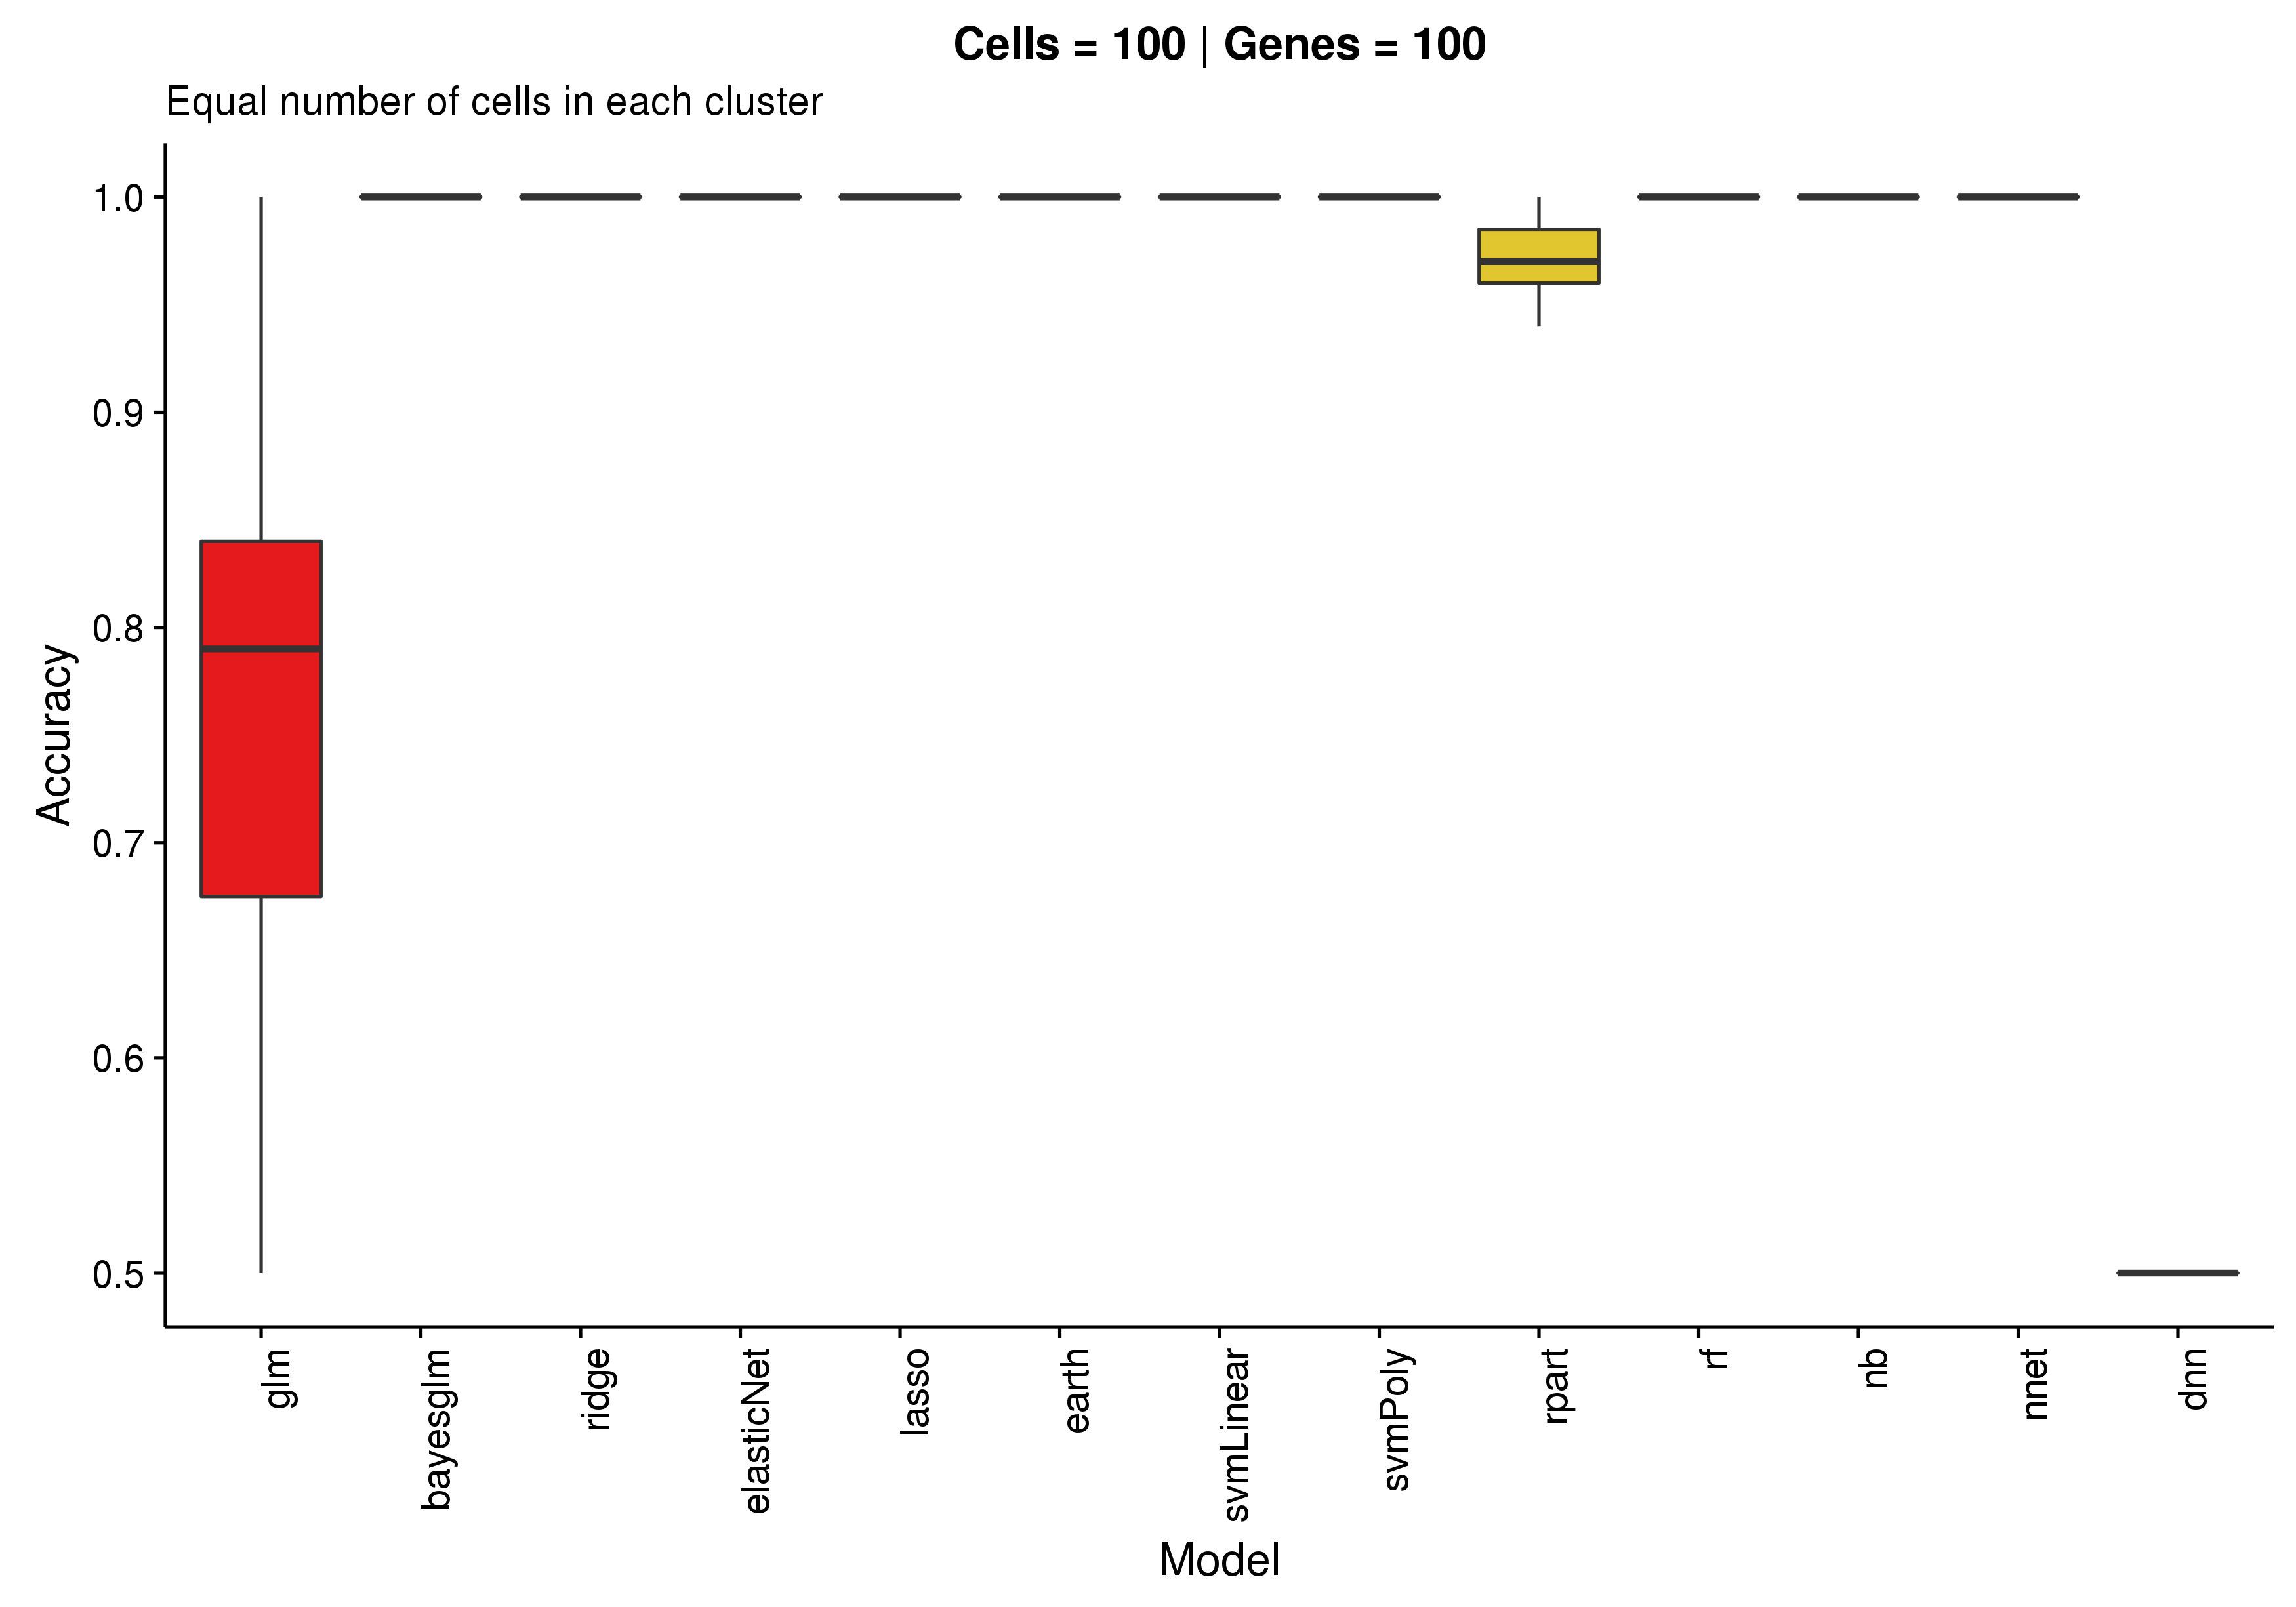 Cells = 100 | Genes = 100
Equal number of cells in each cluster
Accuracy
1.0
0.9
0.8
0.7
0.6
0.5
glm
bayesglm
ridge
elasticNet
lasso
earth
svmLinear
svmPoly
rpart
rf
nb
nnet
dnn
Model